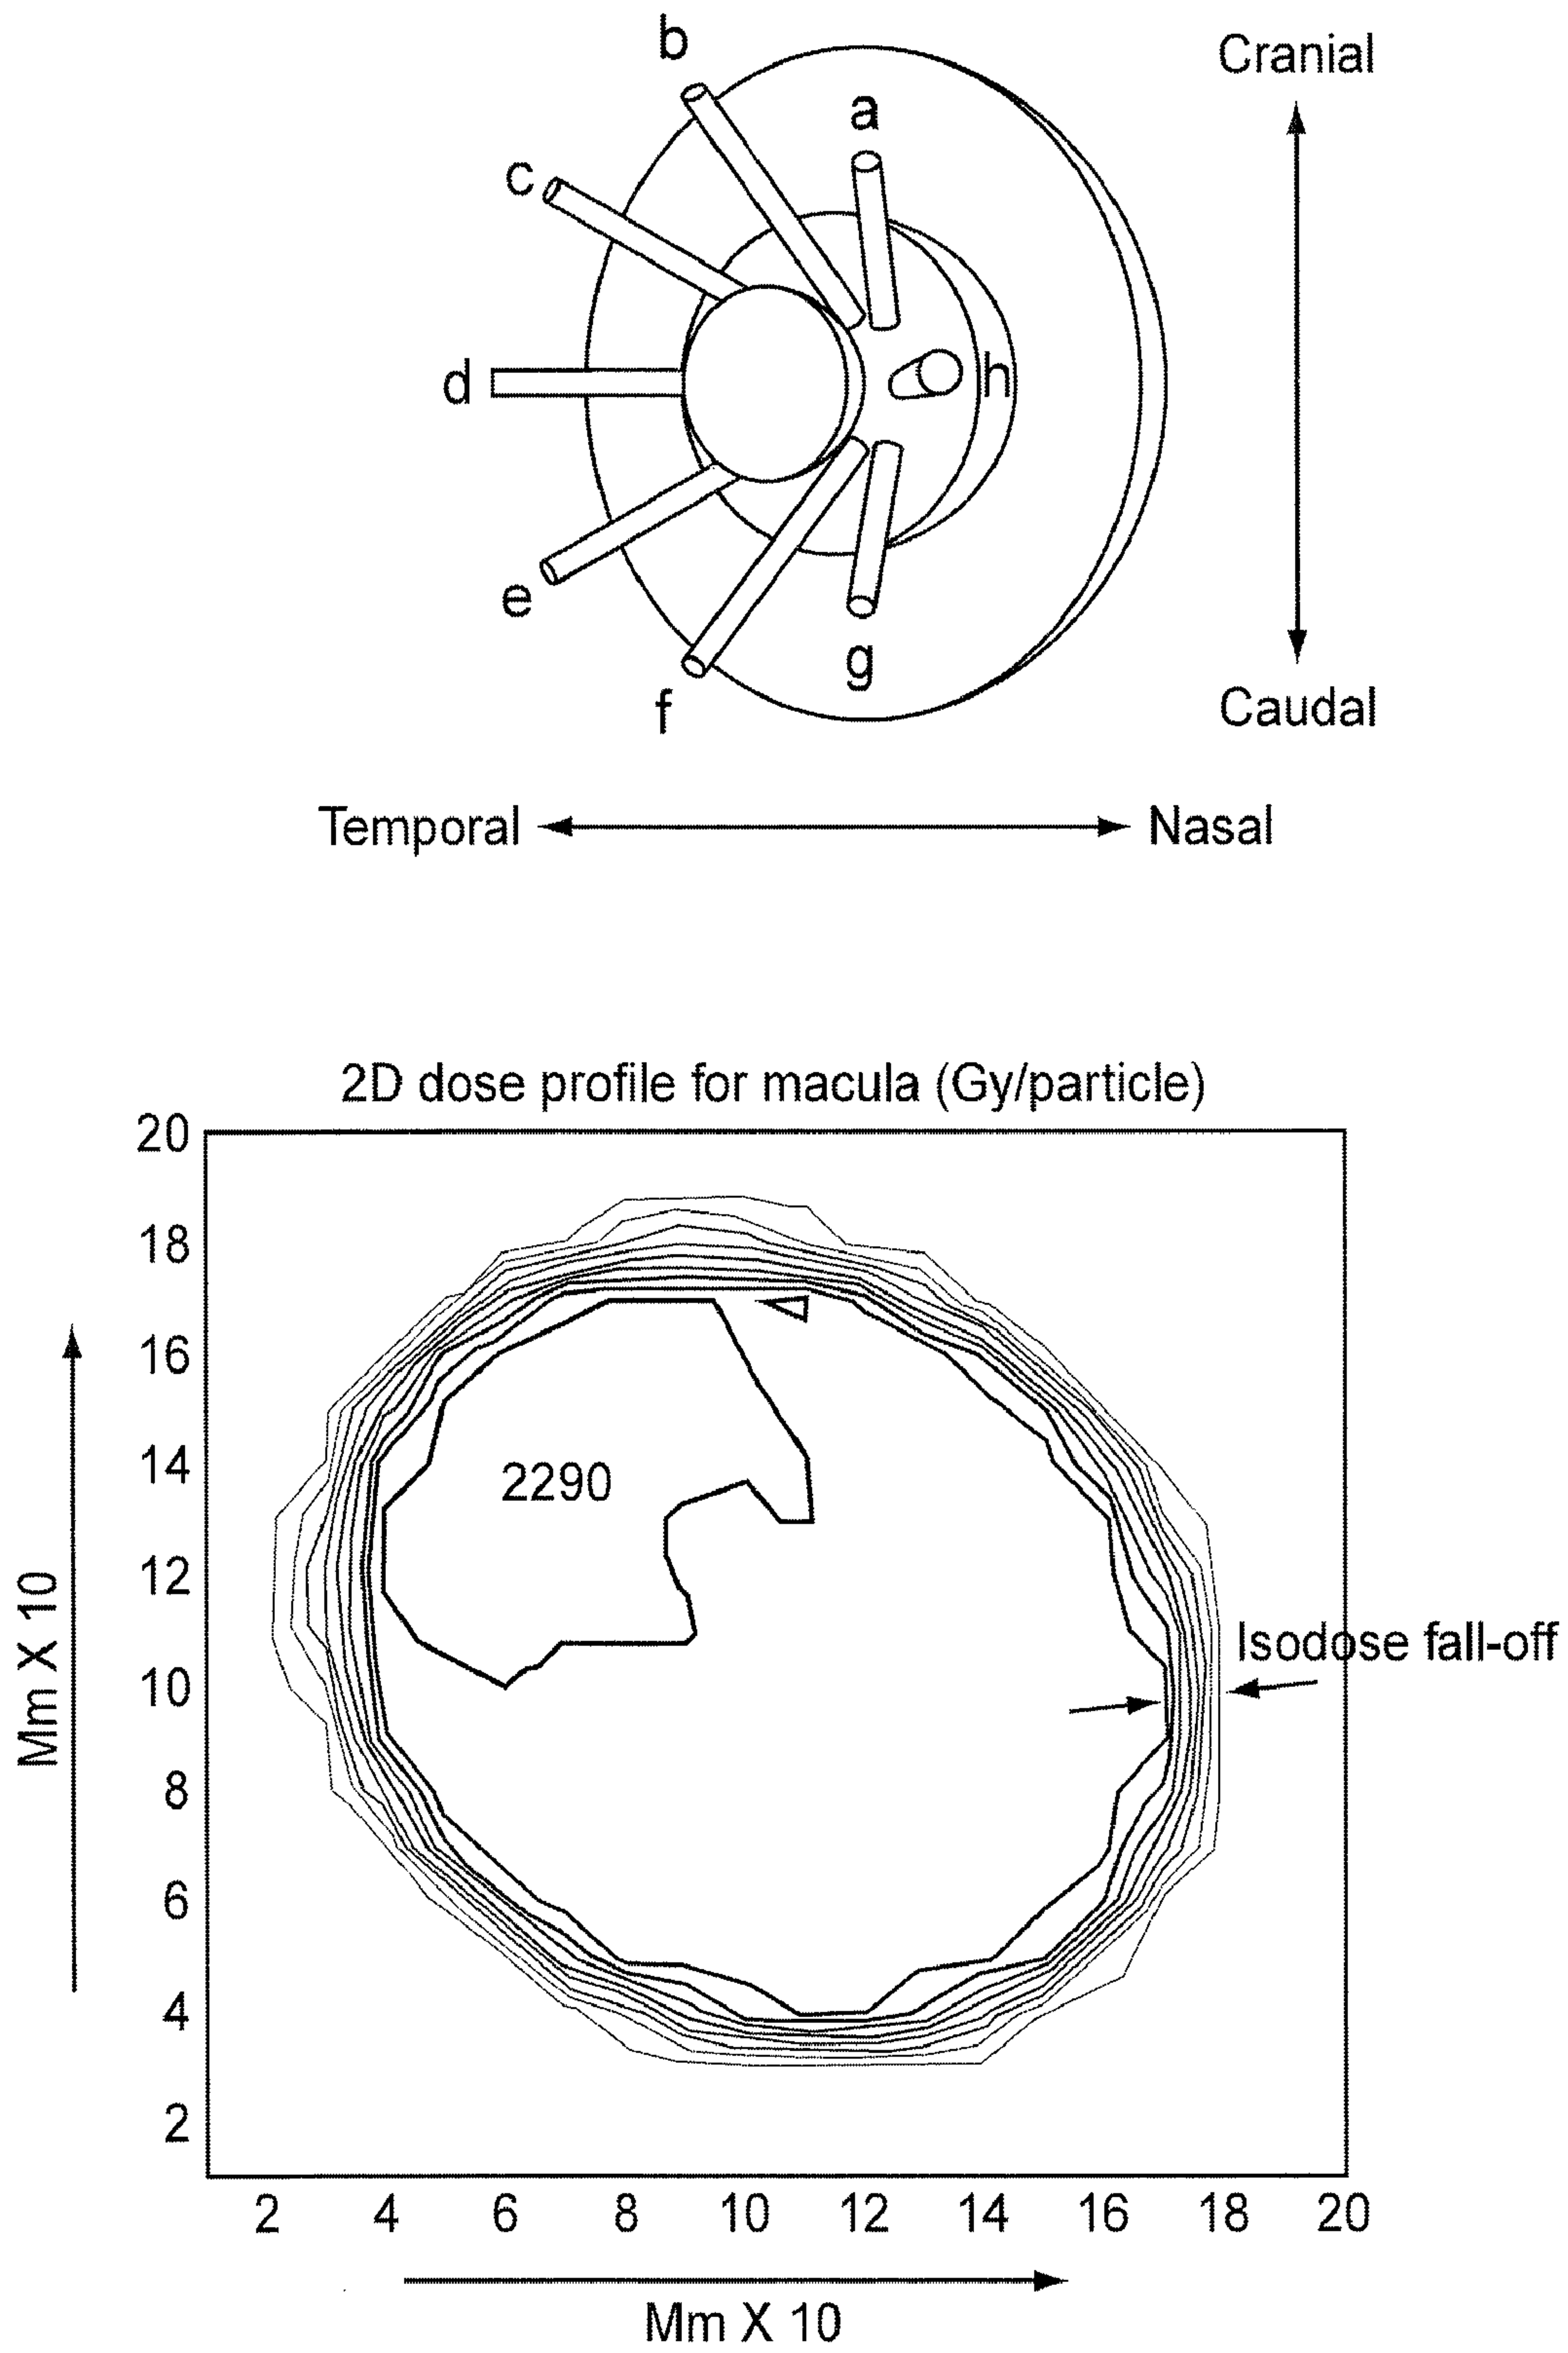 b
Cranial
a
c
d
h
e
g
f
Caudal
Temporal
Nasal
2D dose profile for macula (Gy/particle)
20
18
16
14
2290
12
Isodose fall-off
10
8
6
4
2
Mm X 10
2 4 6 8 10 12 14 16 18 20
Mm X 10